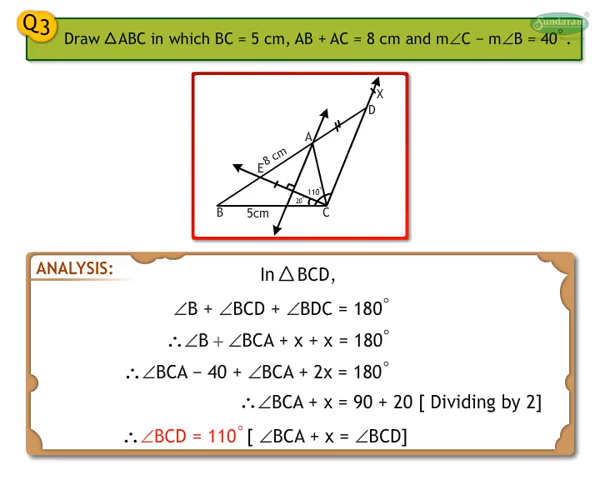 Q3
Sundaram
Draw △ABC in which BC = 5 cm, AB + AC = 8 cm and m∠C − m∠B = 40°.
X
D
A
8 cm
E
110°
20°
B
5cm
C
ANALYSIS:
In △BCD,
∠B + ∠BCD + ∠BDC = 180°
∴∠B + ∠BCA + x + x = 180°
∴∠BCA − 40 + ∠BCA + 2x = 180°
∴∠BCA + x = 90 + 20 [ Dividing by 2]
∴∠BCD = 110° [ ∠BCA + x = ∠BCD]